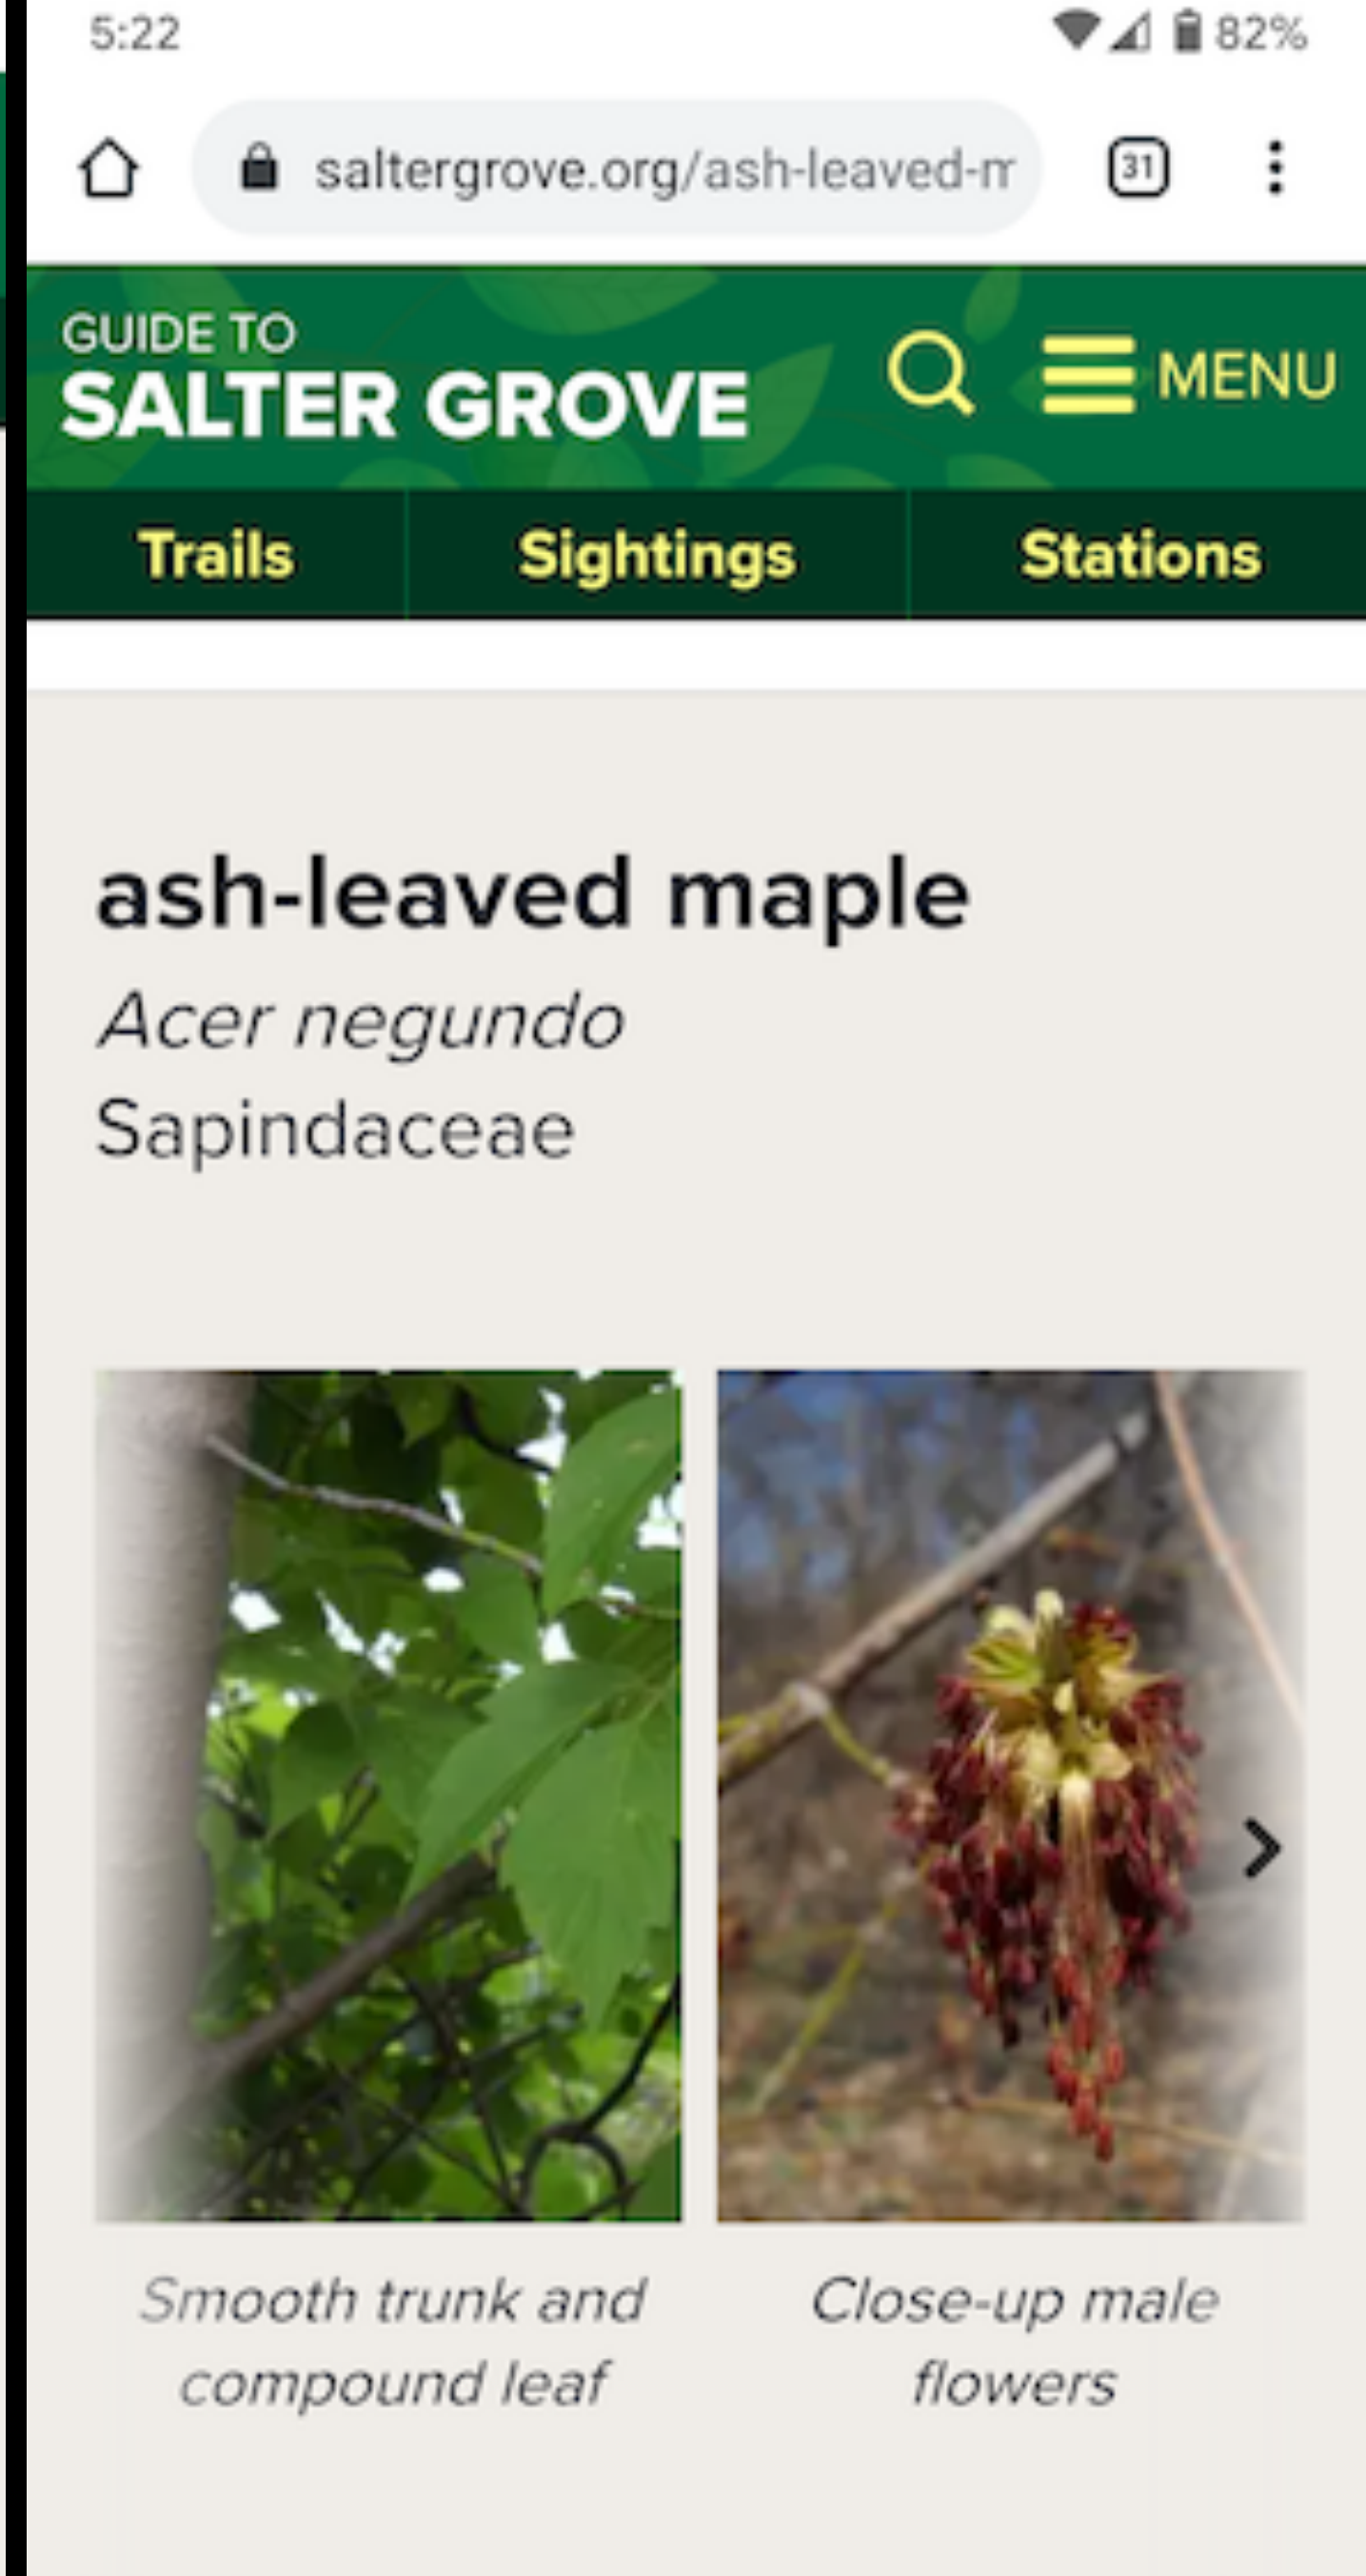 5:22
82%
saltergrove.org/ash-leaved-m
31
GUIDE TO
SALTER GROVE
MENU
Trails
Sightings
Stations
ash-leaved maple
Acer negundo
Sapindaceae
Smooth trunk and
compound leaf
Close-up male
flowers